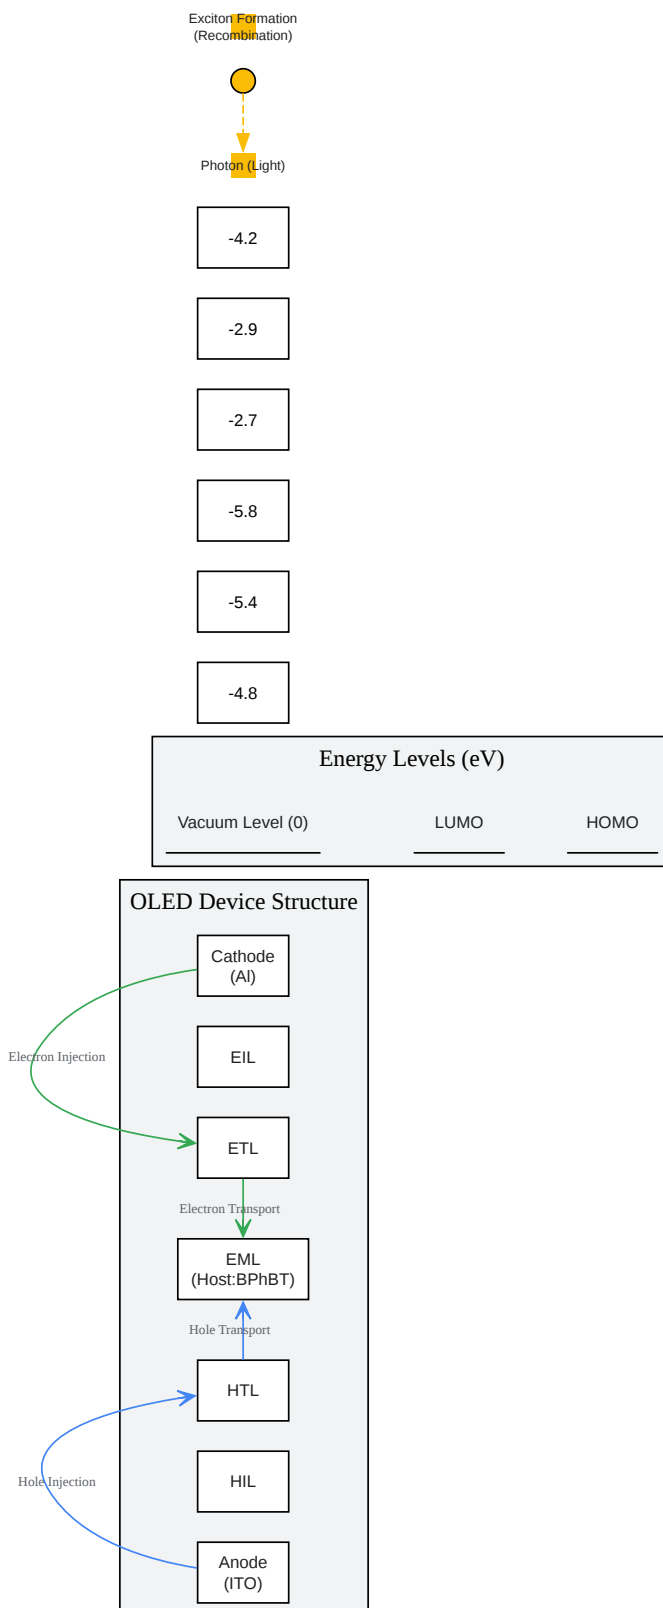 Exciton Formation
(Recombination)
Photon (Light)
-4.2
-2.9
-2.7
-5.8
-5.4
-4.8
Energy Levels (eV)
Vacuum Level (0)
LUMO
HOMO
OLED Device Structure
Cathode
(Al)
EIL
Electron Injection
ETL
Electron Transport
EML
(Host:BPhBT)
Hole Transport
HTL
HIL
Hole Injection
Anode
(ITO)